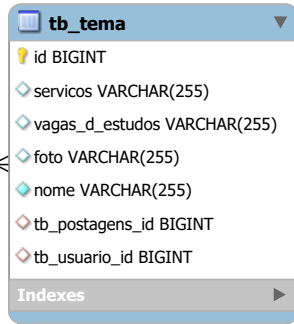 tb_tema
id BIGINT
servicos VARCHAR(255)
vagas_d_estudos VARCHAR(255)
foto VARCHAR(255)
nome VARCHAR(255)
tb_postagens_id BIGINT
tb_usuario_id BIGINT
Indexes